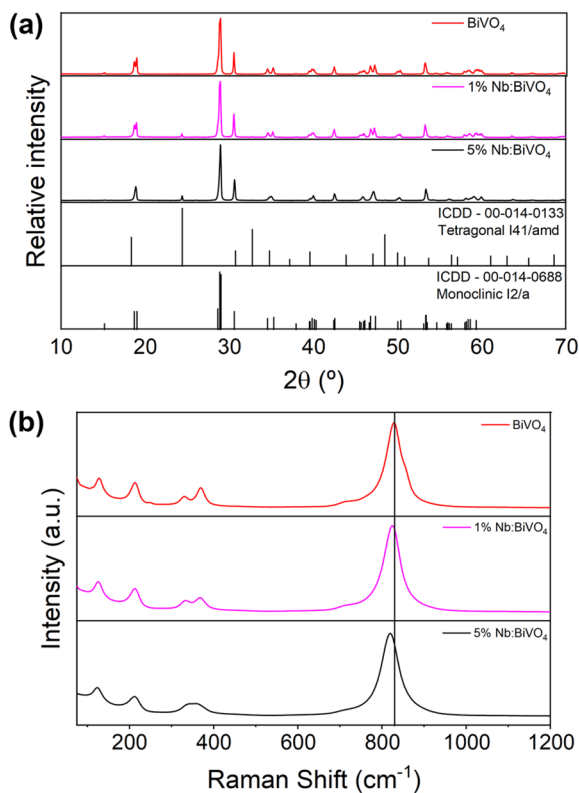 (a)
BiVO₄
1% Nb:BiVO₄
5% Nb:BiVO₄
ICDD - 00-014-0133
Tetragonal I41/amd
ICDD - 00-014-0688
Monoclinic I2/a
Relative intensity
10 20 30 40 50 60 70
2θ (º)
(b)
BiVO₄
1% Nb:BiVO₄
5% Nb:BiVO₄
Intensity (a.u.)
200 400 600 800 1000 1200
Raman Shift (cm⁻¹)